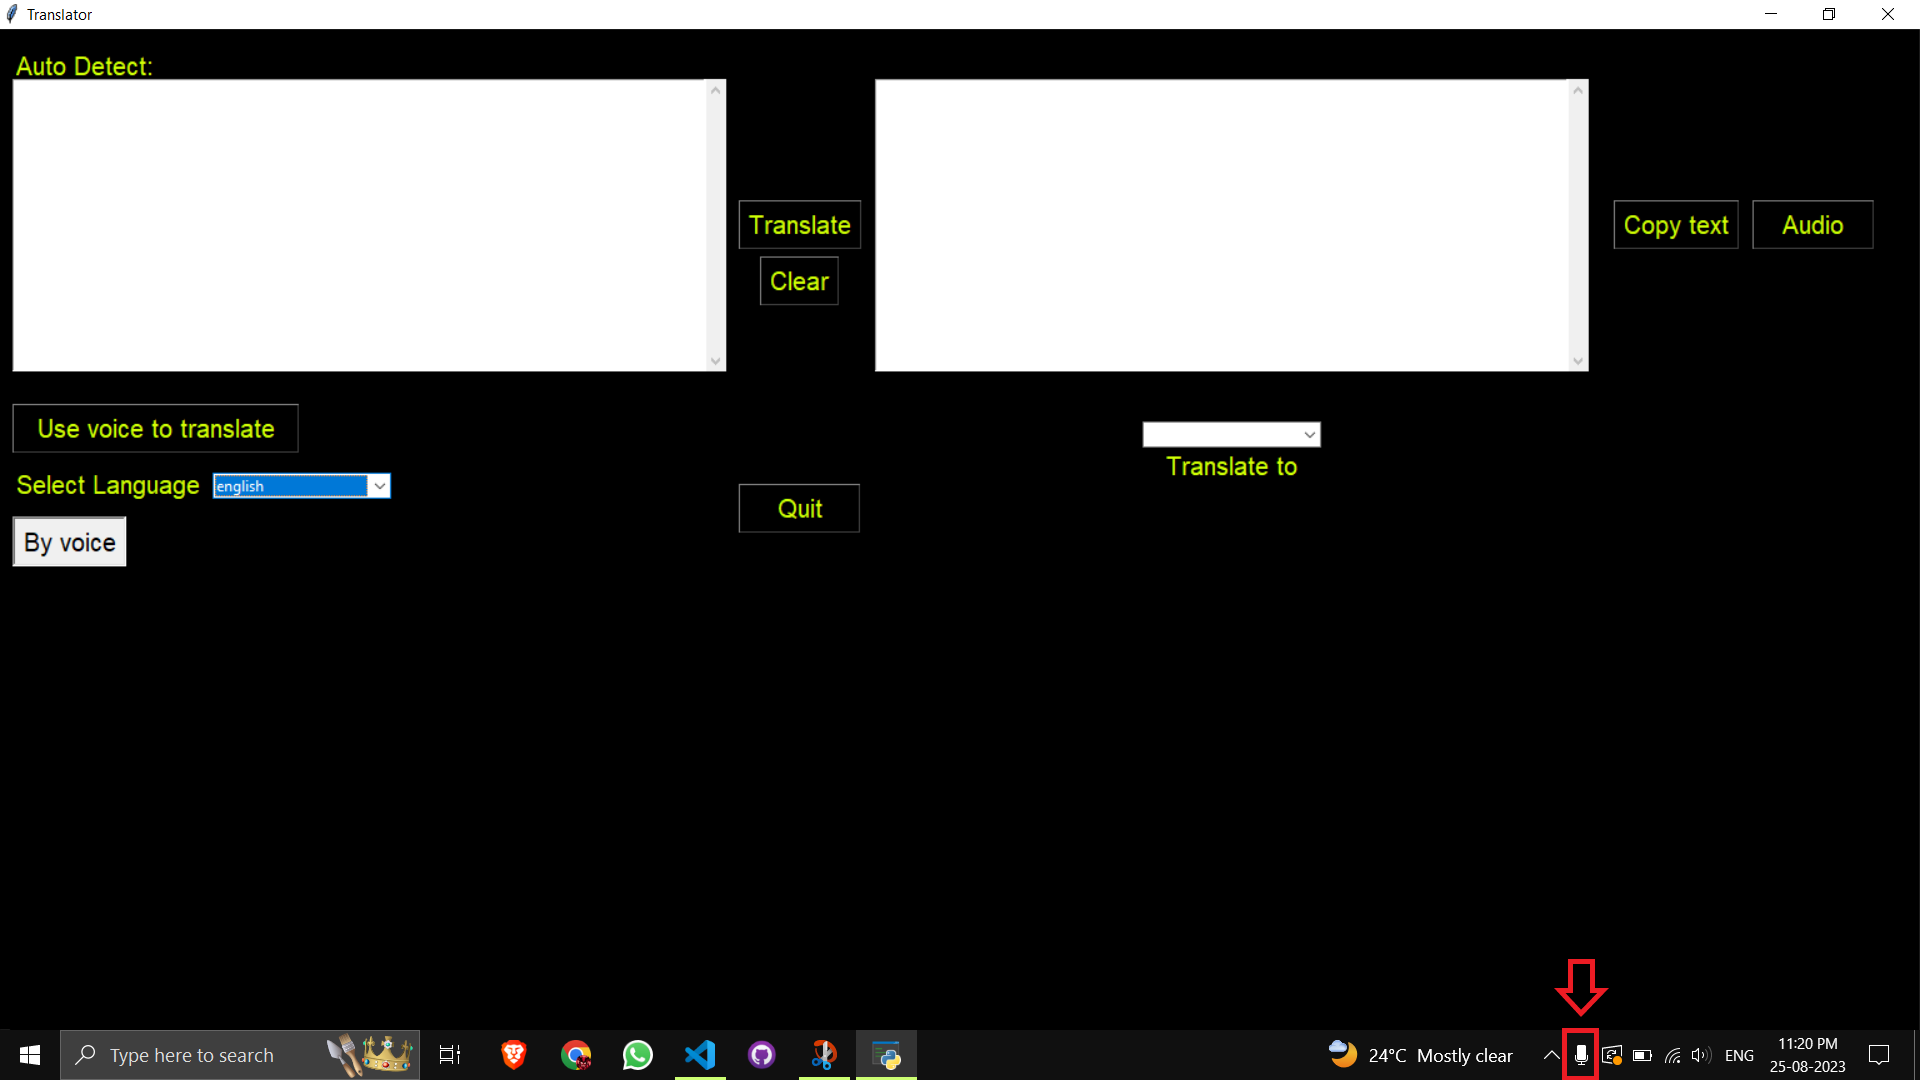 Translator
Auto Detect:
Translate
Copy text
Audio
Clear
Use voice to translate
Translate to
Select Language
english
Quit
By voice
Type here to search
24°C Mostly clear
ENG
11:20 PM
25-08-2023